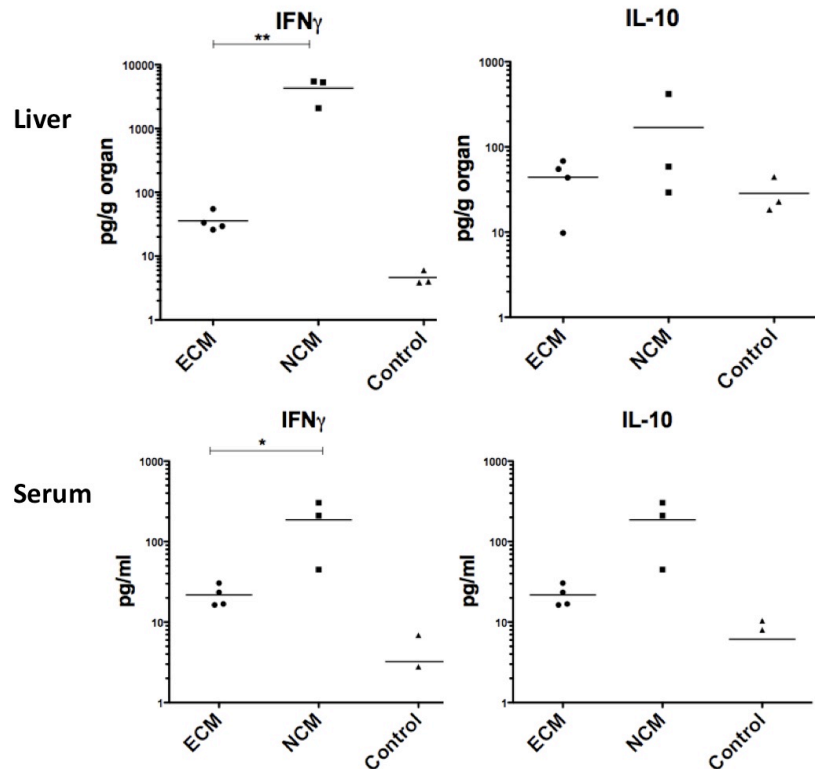 IFNγ
**
10000
1000
100
10
1
pg/g organ
Liver
ECM
NCM
Control
IL-10
1000
100
10
1
pg/g organ
ECM
NCM
Control
IFNγ
*
1000
100
10
1
pg/ml
Serum
ECM
NCM
Control
IL-10
1000
100
10
1
pg/ml
ECM
NCM
Control